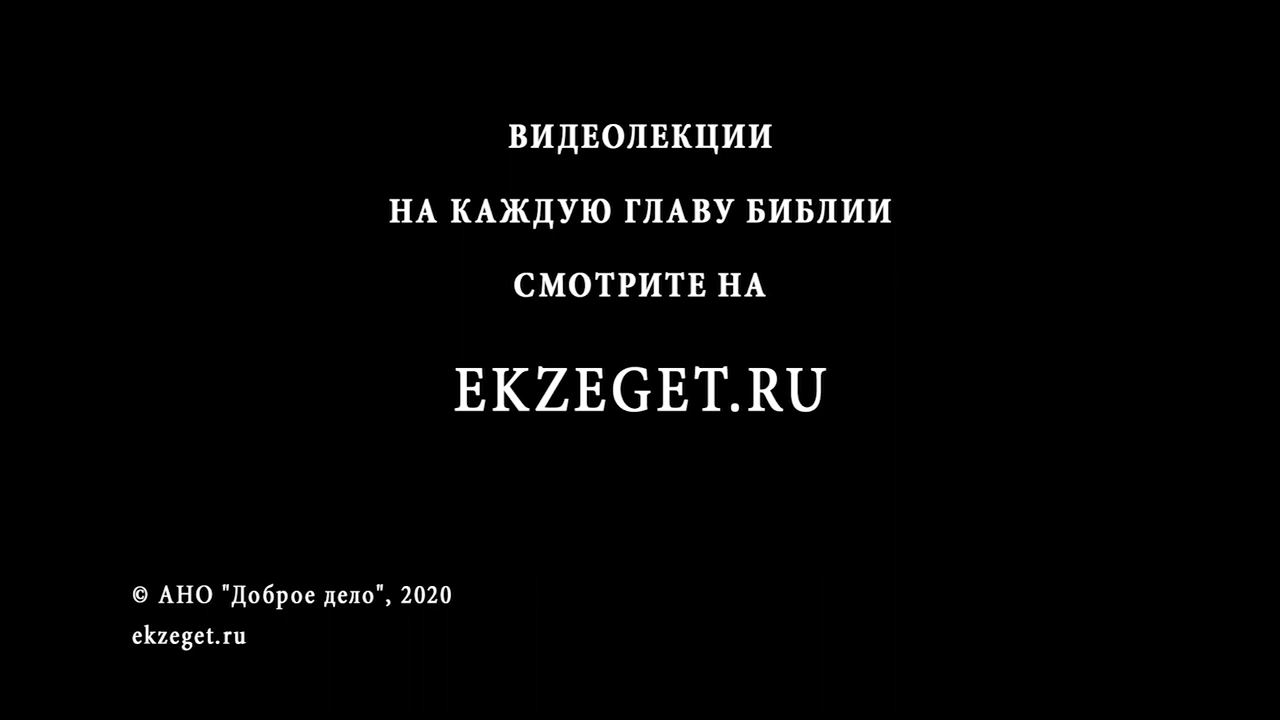 ВИДЕОЛЕКЦИИ
НА КАЖДУЮ ГЛАВУ БИБЛИИ
СМОТРИТЕ НА
EKZEGET.RU
© АНО "Доброе дело", 2020
ekzeget.ru